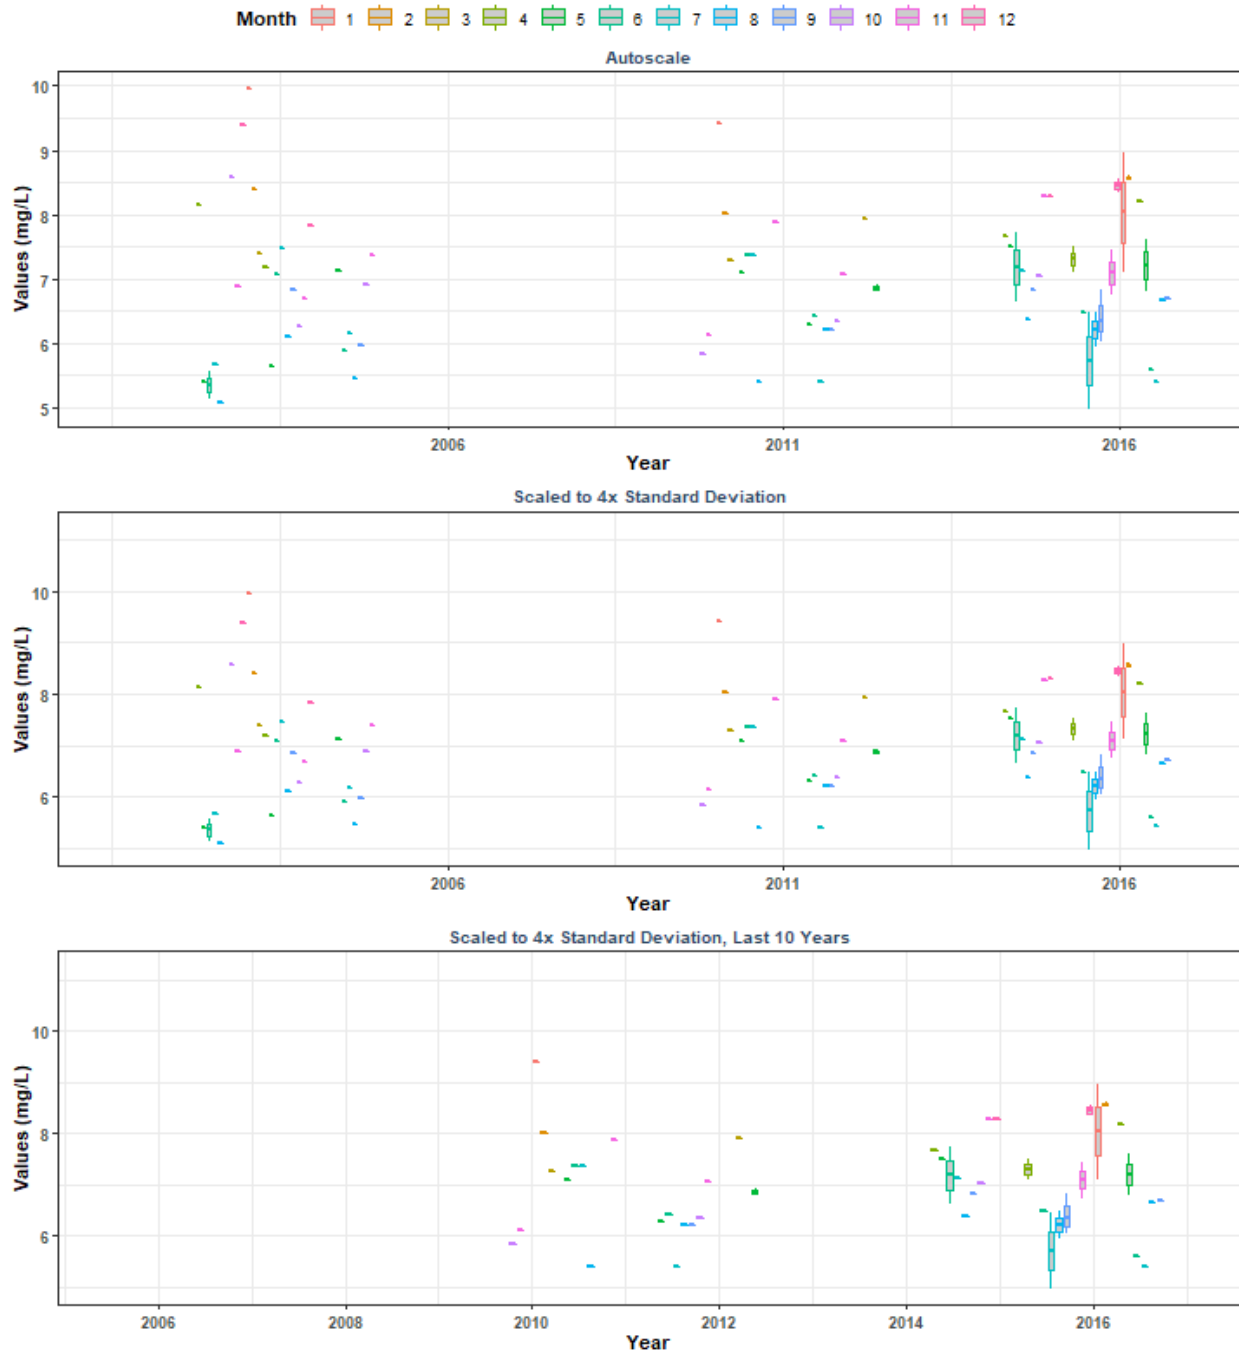 Month 1 2 3 4 5 6 7 8 9 10 11 12
Autoscale
10
9
8
7
6
5
Values (mg/L)
2006 2011 2016
Year
Scaled to 4x Standard Deviation
10
8
6
Values (mg/L)
2006 2011 2016
Year
Scaled to 4x Standard Deviation, Last 10 Years
10
8
6
Values (mg/L)
2006 2008 2010 2012 2014 2016
Year